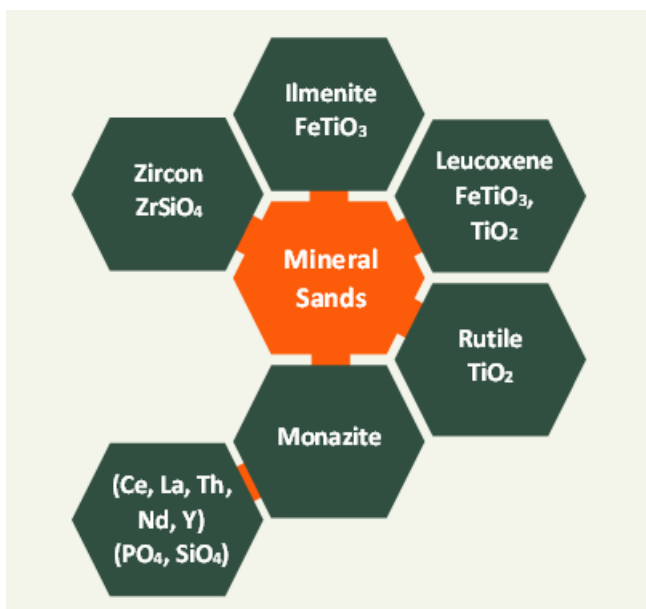 Ilmenite
FeTiO₃
Zircon
ZrSiO₄
Leucoxene
FeTiO₃,
TiO₂
Mineral
Sands
Rutile
TiO₂
Monazite
(Ce, La, Th,
Nd, Y)
(PO₄, SiO₄)